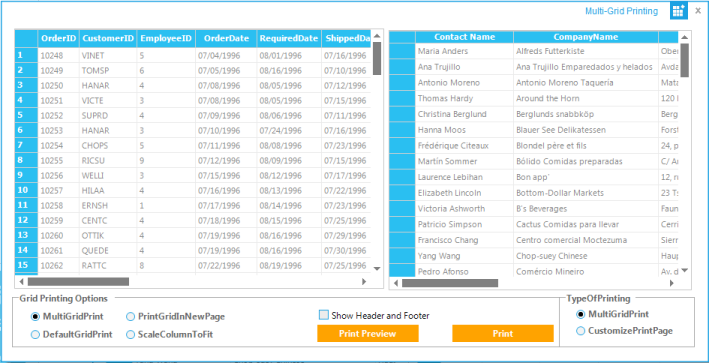 Multi-Grid Printing x
OrderID CustomerID EmployeeID OrderDate RequiredDate ShippedDa
1 10248 VINET 5 07/04/1996 08/01/1996 07/16/1996
2 10249 TOMSP 6 07/05/1996 08/16/1996 07/10/1996
3 10250 HANAR 4 07/08/1996 08/05/1996 07/12/1996
4 10251 VICTE 3 07/08/1996 08/05/1996 07/15/1996
5 10252 SUPRD 4 07/09/1996 08/06/1996 07/11/1996
6 10253 HANAR 3 07/10/1996 07/24/1996 07/16/1996
7 10254 CHOPS 5 07/11/1996 08/08/1996 07/23/1996
8 10255 RICSU 9 07/12/1996 08/09/1996 07/15/1996
9 10256 WELLI 3 07/15/1996 08/12/1996 07/17/1996
10 10257 HILAA 4 07/16/1996 08/13/1996 07/22/1996
11 10258 ERNSH 1 07/17/1996 08/14/1996 07/23/1996
12 10259 CENTC 4 07/18/1996 08/15/1996 07/25/1996
13 10260 OTTIK 4 07/19/1996 08/16/1996 07/29/1996
14 10261 QUEDE 4 07/19/1996 08/16/1996 07/30/1996
15 10262 RATTC 8 07/22/1996 08/19/1996 07/25/1996
Contact Name CompanyName
Maria Anders Alfreds Futterkiste Ober
Ana Trujillo Ana Trujillo Emparedados y helados Avda
Antonio Moreno Antonio Moreno Taquería Mata
Thomas Hardy Around the Horn 120 
Christina Berglund Berglunds snabbköp Berg
Hanna Moos Blauer See Delikatessen Forst
Frédérique Citeaux Blondel père et fils 24, p
Martín Sommer Bólido Comidas preparadas C/ A
Laurence Lebihan Bon app' 12, r
Elizabeth Lincoln Bottom-Dollar Markets 23 T
Victoria Ashworth B's Beverages Faun
Patricio Simpson Cactus Comidas para llevar Cerri
Francisco Chang Centro comercial Moctezuma Sierr
Yang Wang Chop-suey Chinese Haup
Pedro Afonso Comércio Mineiro Av. d
Grid Printing Options
MultiGridPrint PrintGridInNewPage
DefaultGridPrint ScaleColumnToFit
Show Header and Footer
Print Preview Print
TypeOfPrinting
MultiGridPrint
CustomizePrintPage